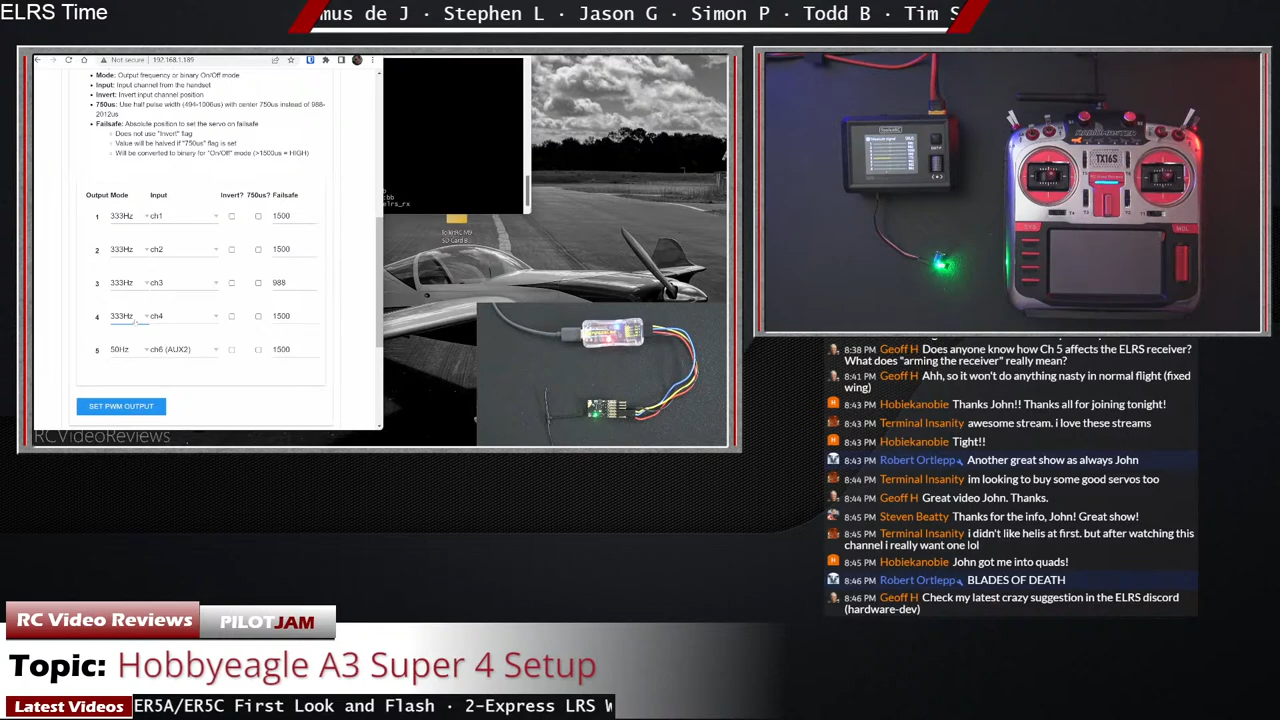 ELRS Time
mus de J · Stephen L · Jason G · Simon P · Todd B · Tim S
Not secure | 192.168.1.189
• Mode: Output frequency or binary On/Off mode
• Input: Input channel from the handset
• Invert: Invert input channel position
• 750us: Use half pulse width (494-1006us) with center 750us instead of 988-
2012us
• Failsafe: Absolute position to set the servo on failsafe
Does not use "Invert" flag
Value will be halved if "750us" flag is set
Will be converted to binary for "On/Off" mode (>1500us = HIGH)
Output Mode Input Invert? 750us? Failsafe
1 333Hz ch1 1500
2 333Hz ch2 1500
3 333Hz ch3 988
4 333Hz ch4 1500
5 50Hz ch6 (AUX2) 1500
SET PWM OUTPUT
RCVideoReviews
elrs_rx
SD Card B...
ToolkitRC
Measure signal
RADIOMASTER
TX16S
8:38 PM Geoff H Does anyone know how Ch 5 affects the ELRS receiver?
What does "arming the receiver" really mean?
8:41 PM Geoff H Ahh, so it won't do anything nasty in normal flight (fixed
wing)
8:43 PM Hobiekanobie Thanks John!! Thanks all for joining tonight!
8:43 PM Terminal Insanity awesome stream. i love these streams
8:43 PM Hobiekanobie Tight!!
8:43 PM Robert Ortlepp Another great show as always John
8:44 PM Terminal Insanity im looking to buy some good servos too
8:44 PM Geoff H Great video John. Thanks.
8:45 PM Steven Beatty Thanks for the info, John! Great show!
8:45 PM Terminal Insanity i didn't like helis at first. but after watching this
channel i really want one lol
8:45 PM Hobiekanobie John got me into quads!
8:46 PM Robert Ortlepp BLADES OF DEATH
8:46 PM Geoff H Check my latest crazy suggestion in the ELRS discord
(hardware-dev)
RC Video Reviews PILOTJAM
Topic: Hobbyeagle A3 Super 4 Setup
Latest Videos ER5A/ER5C First Look and Flash · 2-Express LRS W